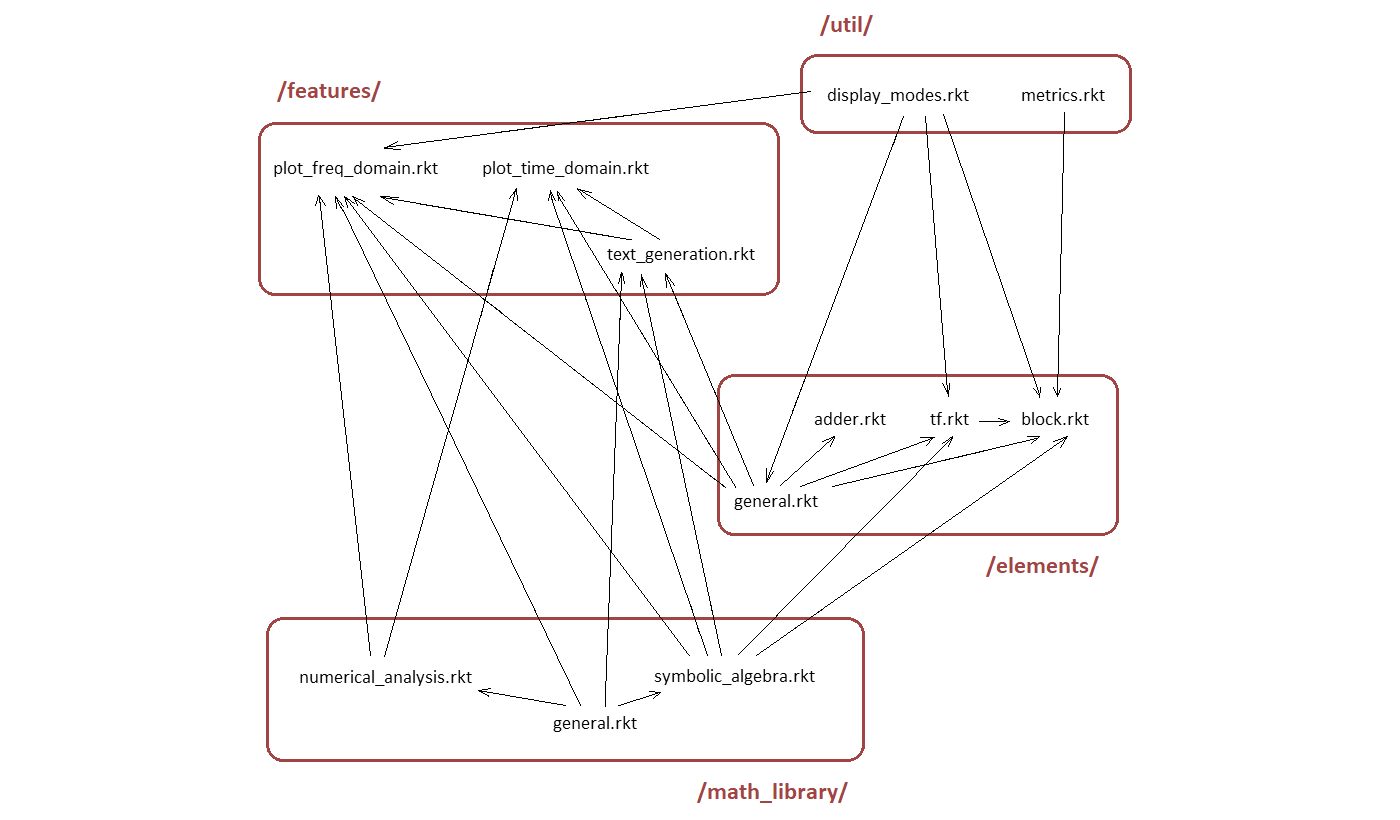 /util/
display_modes.rkt metrics.rkt
/features/
plot_freq_domain.rkt plot_time_domain.rkt
text_generation.rkt
adder.rkt tf.rkt block.rkt
general.rkt
/elements/
numerical_analysis.rkt symbolic_algebra.rkt
general.rkt
/math_library/